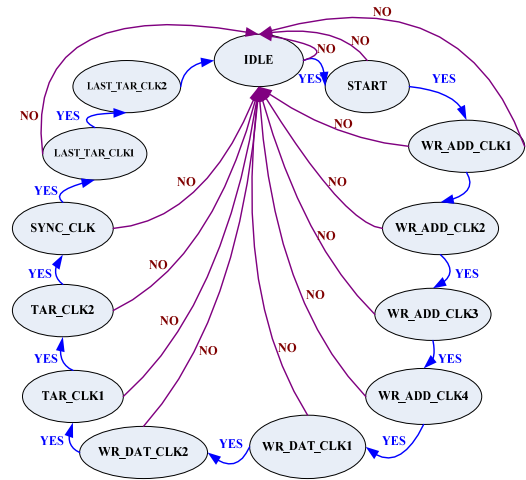 NO
IDLE
NO
NO
YES
YES
LAST_TAR_CLK2
START
YES
NO
NO
LAST_TAR_CLK1
WR_ADD_CLK1
YES
NO
NO
SYNC_CLK
WR_ADD_CLK2
NO
YES
NO
YES
TAR_CLK2
WR_ADD_CLK3
NO
NO
NO
NO
YES
YES
TAR_CLK1
WR_ADD_CLK4
YES
YES
YES
WR_DAT_CLK2
WR_DAT_CLK1